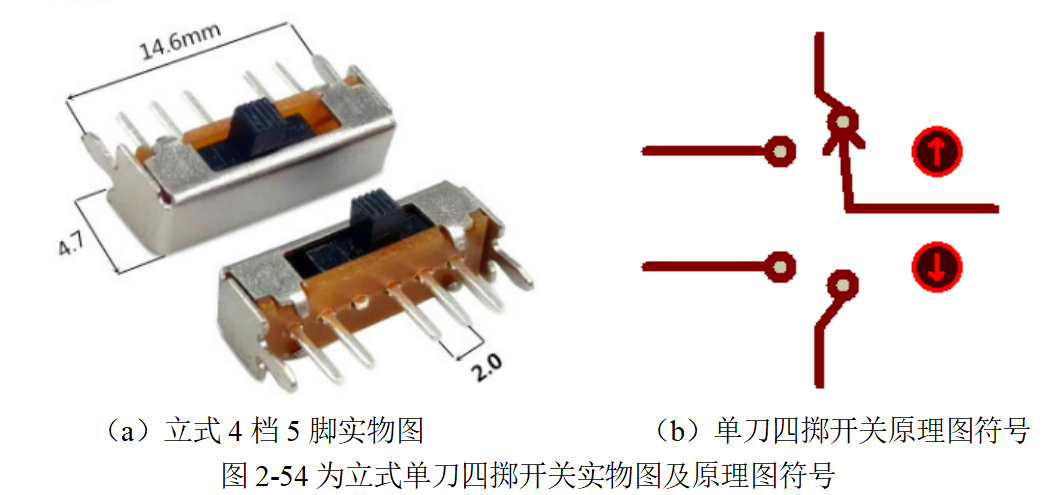 14.6mm
4.7
2.0
（a）立式 4 档 5 脚实物图
（b）单刀四掷开关原理图符号
图 2-54 为立式单刀四掷开关实物图及原理图符号